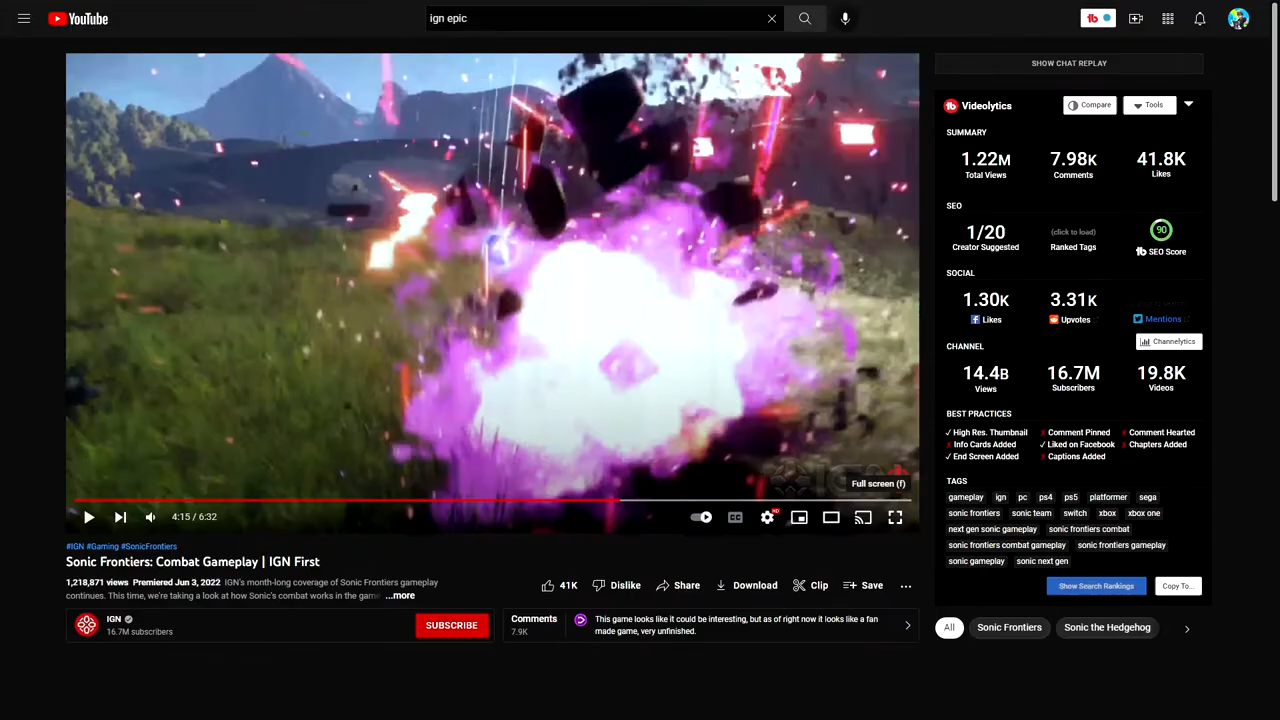 YouTube
ign epic
SHOW CHAT REPLAY
Videolytics
Compare
Tools
SUMMARY
1.22M
7.98K
41.8K
Total Views
Comments
Likes
SEO
1/20
(click to load)
90
Creator Suggested
Ranked Tags
SEO Score
SOCIAL
1.30K
3.31K
Likes
Upvotes
Mentions
CHANNEL
Channelytics
14.4B
16.7M
19.8K
Views
Subscribers
Videos
BEST PRACTICES
✓ High Res. Thumbnail
✗ Comment Pinned
✗ Comment Hearted
✗ Info Cards Added
✓ Liked on Facebook
✗ Chapters Added
✓ End Screen Added
✗ Captions Added
TAGS
gameplay ign pc ps4 ps5 platformer sega
sonic frontiers sonic team switch xbox xbox one
next gen sonic gameplay sonic frontiers combat
sonic frontiers combat gameplay sonic frontiers gameplay
sonic gameplay sonic next gen
Show Search Rankings
Copy To...
All
Sonic Frontiers
Sonic the Hedgehog
IGN
Full screen (f)
4:15 / 6:32
CC
HD
#IGN #Gaming #SonicFrontiers
Sonic Frontiers: Combat Gameplay | IGN First
1,218,871 views Premiered Jun 3, 2022 IGN's month-long coverage of Sonic Frontiers gameplay
continues. This time, we're taking a look at how Sonic's combat works in the game ...more
41K
Dislike
Share
Download
Clip
Save
IGN
16.7M subscribers
SUBSCRIBE
Comments
7.9K
This game looks like it could be interesting, but as of right now it looks like a fan
made game, very unfinished.